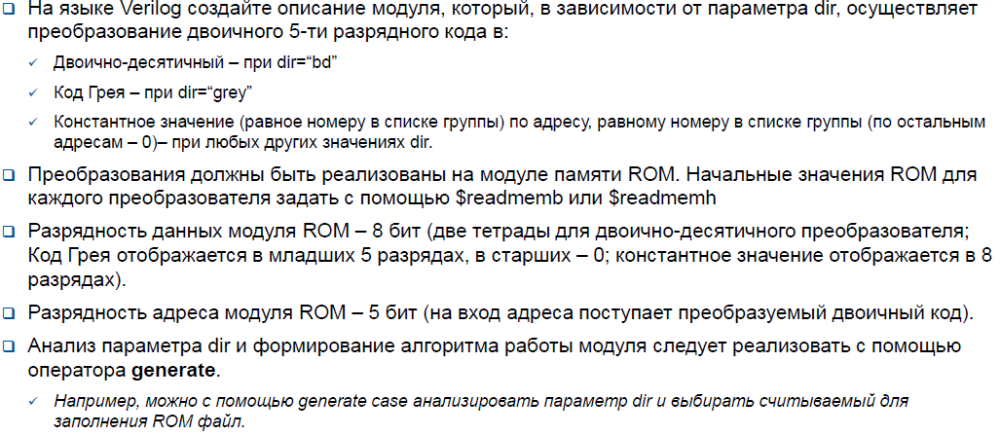 На языке Verilog создайте описание модуля, который, в зависимости от параметра dir, осуществляет
преобразование двоичного 5-ти разрядного кода в:
Двоично-десятичный – при dir=“bd”
Код Грея – при dir=“grey”
Константное значение (равное номеру в списке группы) по адресу, равному номеру в списке группы (по остальным
адресам – 0)– при любых других значениях dir.
Преобразования должны быть реализованы на модуле памяти ROM. Начальные значения ROM для
каждого преобразователя задать с помощью $readmemb или $readmemh
Разрядность данных модуля ROM – 8 бит (две тетрады для двоично-десятичного преобразователя;
Код Грея отображается в младших 5 разрядах, в старших – 0; константное значение отображается в 8
разрядах).
Разрядность адреса модуля ROM – 5 бит (на вход адреса поступает преобразуемый двоичный код).
Анализ параметра dir и формирование алгоритма работы модуля следует реализовать с помощью
оператора generate.
Например, можно с помощью generate case анализировать параметр dir и выбирать считываемый для
заполнения ROM файл.